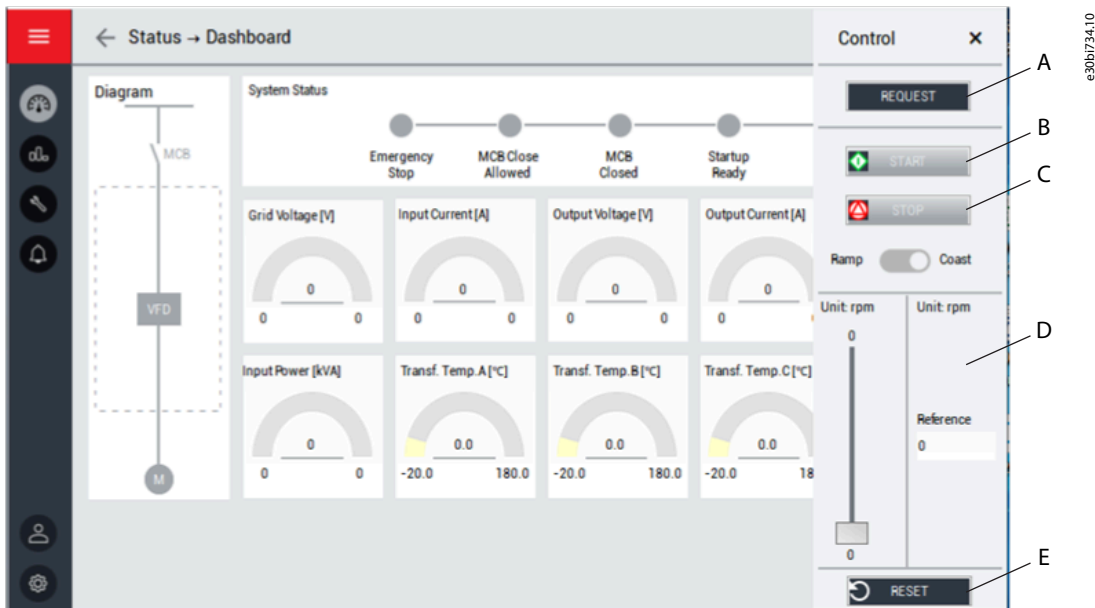 Status → Dashboard
Control
×
e30bi734.10
A
REQUEST
B
START
C
STOP
Ramp
Coast
Diagram
MCB
VFD
M
System Status
Emergency
Stop
MCB Close
Allowed
MCB
Closed
Startup
Ready
Grid Voltage [V]
0
0
0
Input Current [A]
0
0
0
Output Voltage [V]
0
0
0
Output Current [A]
0
0
Input Power [kVA]
0
0
0
Transf. Temp.A [°C]
0.0
-20.0
180.0
Transf. Temp.B [°C]
0.0
-20.0
180.0
Transf. Temp.C [°C]
0.0
-20.0
18
Unit: rpm
0
0
Unit: rpm
D
Reference
0
E
RESET